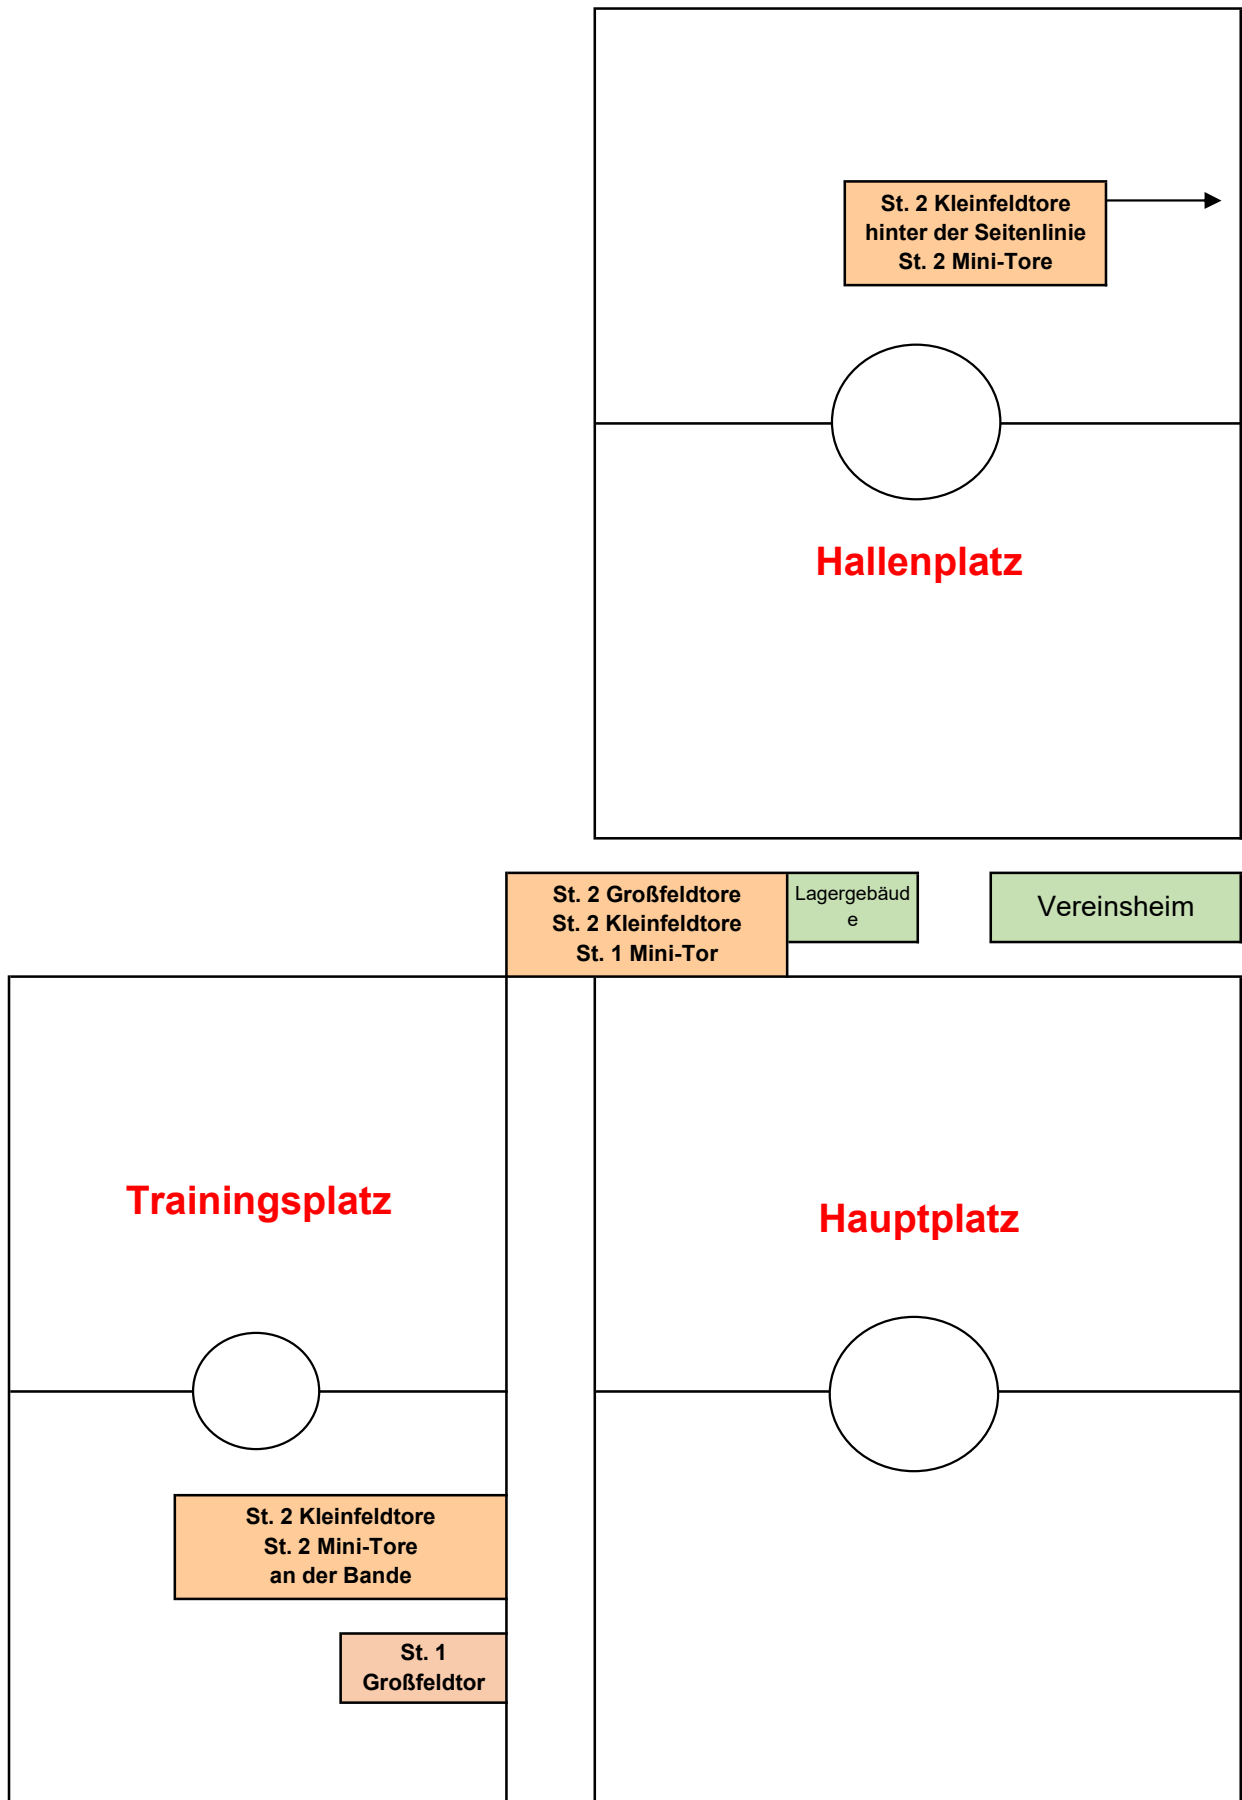 St. 2 Kleinfeldtore
hinter der Seitenlinie
St. 2 Mini-Tore
Hallenplatz
St. 2 Großfeldtore
St. 2 Kleinfeldtore
St. 1 Mini-Tor
Lagergebäud
e
Vereinsheim
Trainingsplatz
Hauptplatz
St. 2 Kleinfeldtore
St. 2 Mini-Tore
an der Bande
St. 1
Großfeldtor